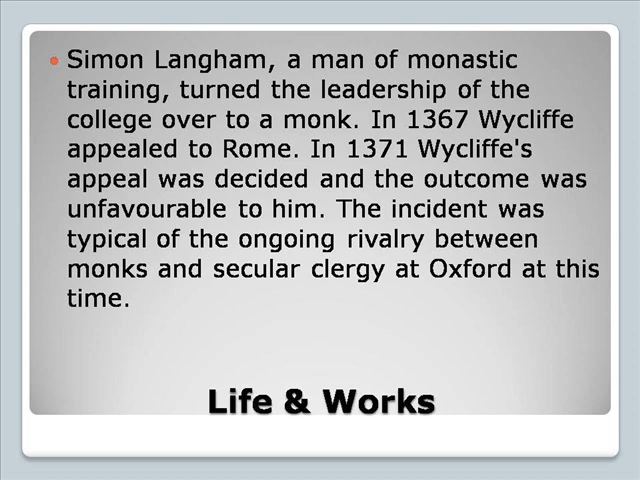 Simon Langham, a man of monastic
training, turned the leadership of the
college over to a monk. In 1367 Wycliffe
appealed to Rome. In 1371 Wycliffe's
appeal was decided and the outcome was
unfavourable to him. The incident was
typical of the ongoing rivalry between
monks and secular clergy at Oxford at this
time.
Life & Works